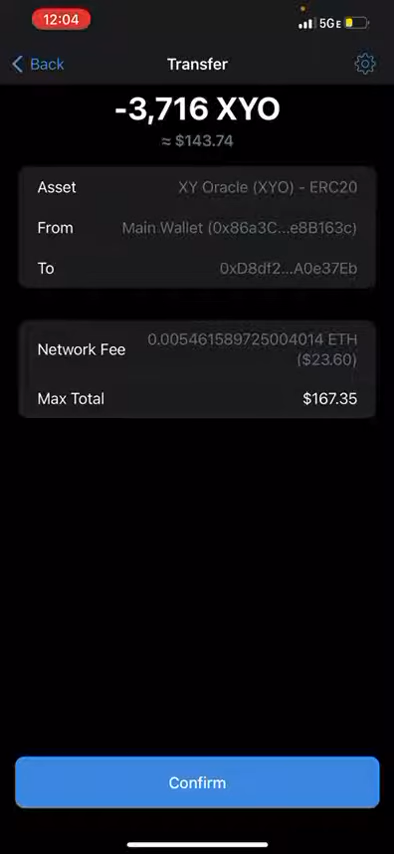 12:04
5GE
Back
Transfer
-3,716 XYO
≈ $143.74
Asset XY Oracle (XYO) - ERC20
From Main Wallet (0x86a3C...e8B163c)
To 0xD8df2...A0e37Eb
Network Fee 0.005461589725004014 ETH
($23.60)
Max Total $167.35
Confirm